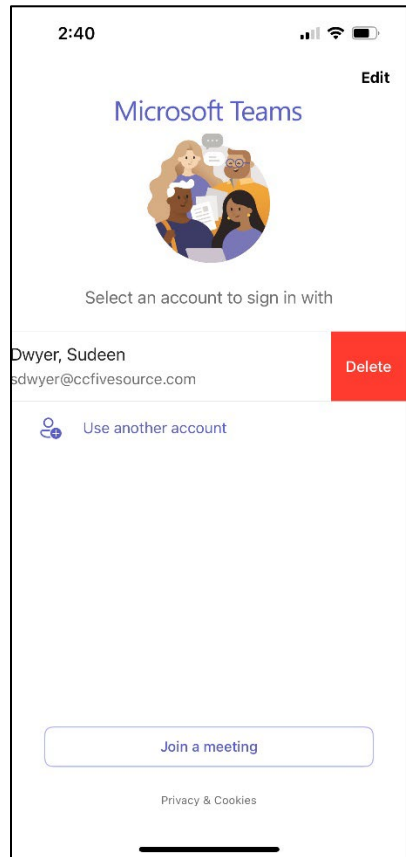 2:40
Edit
Microsoft Teams
Select an account to sign in with
Dwyer, Sudeen
sdwyer@ccfivesource.com
Delete
Use another account
Join a meeting
Privacy & Cookies